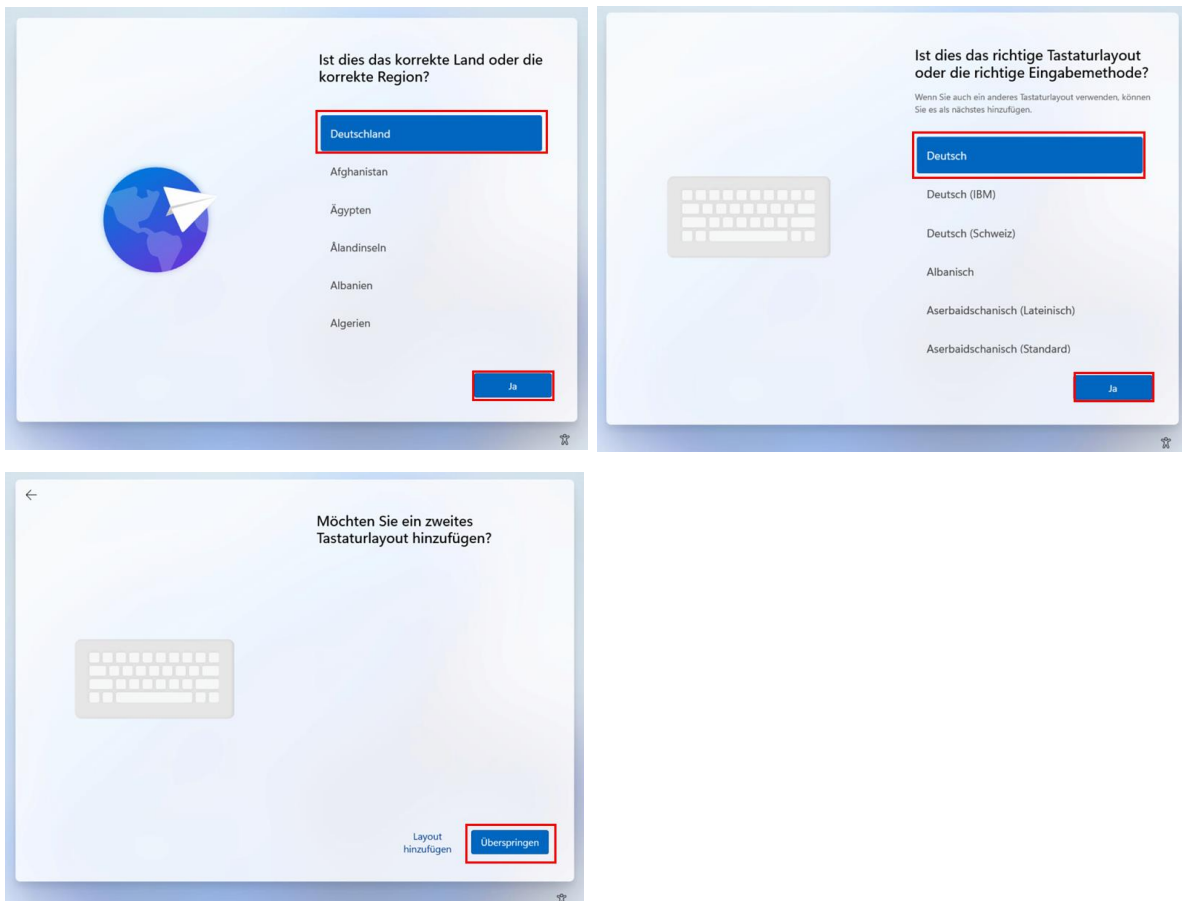 Ist dies das korrekte Land oder die
korrekte Region?
Deutschland
Afghanistan
Ägypten
Ålandinseln
Albanien
Algerien
Ja
Ist dies das richtige Tastaturlayout
oder die richtige Eingabemethode?
Wenn Sie auch ein anderes Tastaturlayout verwenden, können
Sie es als nächstes hinzufügen.
Deutsch
Deutsch (IBM)
Deutsch (Schweiz)
Albanisch
Aserbaidschanisch (Lateinisch)
Aserbaidschanisch (Standard)
Ja
Möchten Sie ein zweites
Tastaturlayout hinzufügen?
Layout
hinzufügen
Überspringen